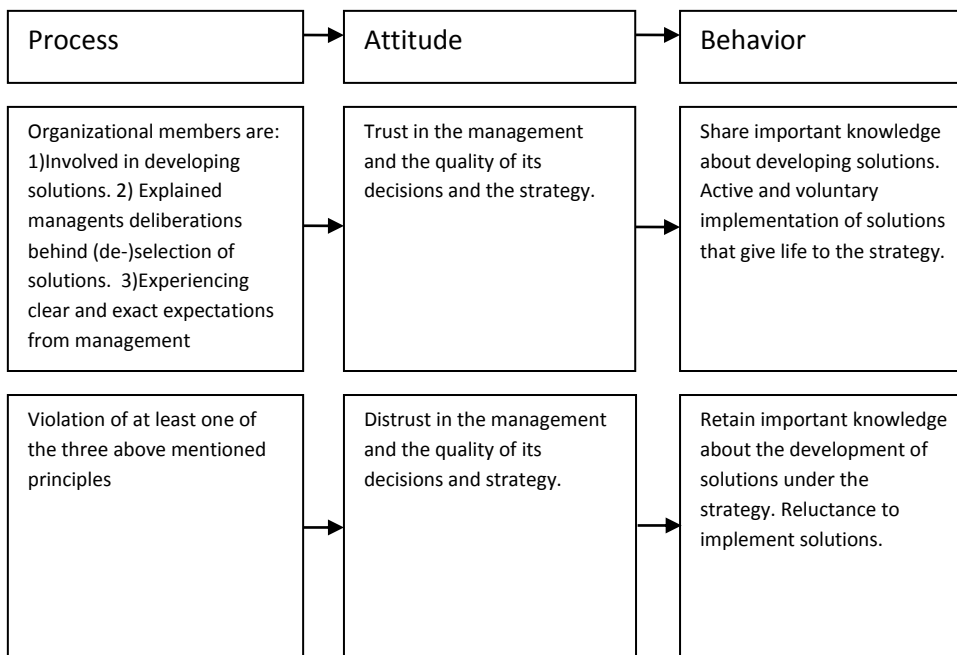 Process
Attitude
Behavior
Organizational members are:
1)Involved in developing
solutions. 2) Explained
managents deliberations
behind (de-)selection of
solutions. 3)Experiencing
clear and exact expectations
from management
Trust in the management
and the quality of its
decisions and the strategy.
Share important knowledge
about developing solutions.
Active and voluntary
implementation of solutions
that give life to the strategy.
Violation of at least one of
the three above mentioned
principles
Distrust in the management
and the quality of its
decisions and strategy.
Retain important knowledge
about the development of
solutions under the
strategy. Reluctance to
implement solutions.